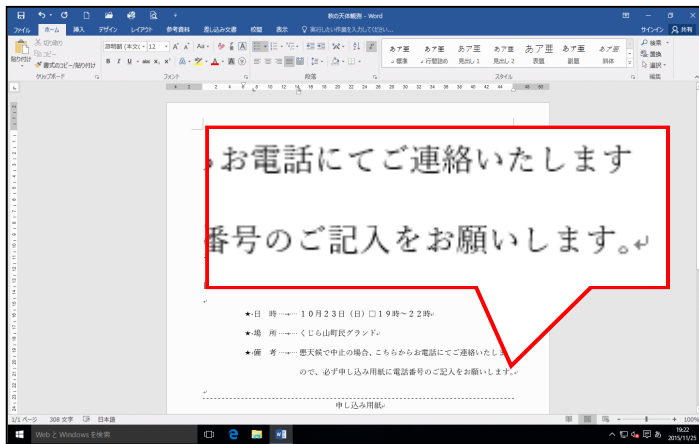 秋の天体観測 - Word
ファイル ホーム 挿入 デザイン レイアウト 参考資料 差し込み文書 校閲 表示 実行したい作業を入力してください... サインイン 共有
貼り付け
切り取り
コピー
書式のコピー/貼り付け
クリップボード
游明朝 (本文( 12
フォント
段落
あア亜 あア亜 あア亜 あア亜 あア亜 あア亜 あア亜
標準 行間詰め 見出し 1 見出し 2 表題 副題 斜体
スタイル
検索
置換
選択
編集
お電話にてご連絡いたします
番号のご記入をお願いします。
★・日 時……10月23日(日)□19時~22時
★・場 所……くじら山町民グランド
★・備 考……悪天候で中止の場合、こちらからお電話にてご連絡いたしま
ので、必ず申し込み用紙に電話番号のご記入をお願いします。
申し込み用紙
1/1 ページ 308 文字 日本語 100%
Web と Windows を検索
19:22
2015/11/25